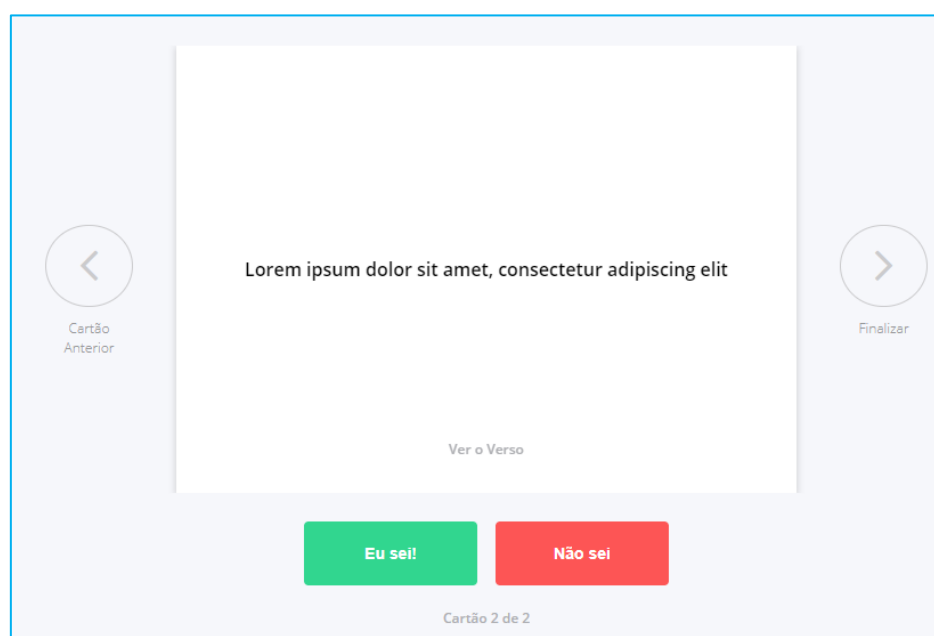 Lorem ipsum dolor sit amet, consectetur adipiscing elit
Cartão
Anterior
Finalizar
Ver o Verso
Eu sei!
Não sei
Cartão 2 de 2